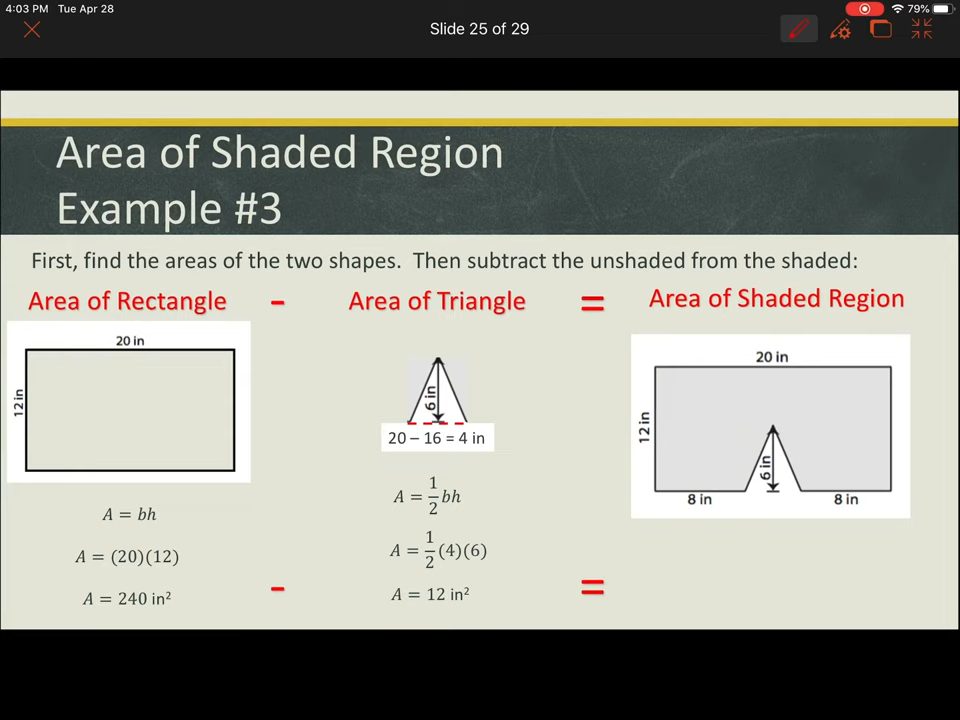 4:03 PM Tue Apr 28
79%
Slide 25 of 29
Area of Shaded Region
Example #3
First, find the areas of the two shapes. Then subtract the unshaded from the shaded:
Area of Rectangle - Area of Triangle = Area of Shaded Region
20 in
12 in
6 in
20 – 16 = 4 in
20 in
12 in
6 in
8 in 8 in
A = bh
A = (20)(12)
A = 240 in²
-
A = 1/2 bh
A = 1/2 (4)(6)
A = 12 in²
=